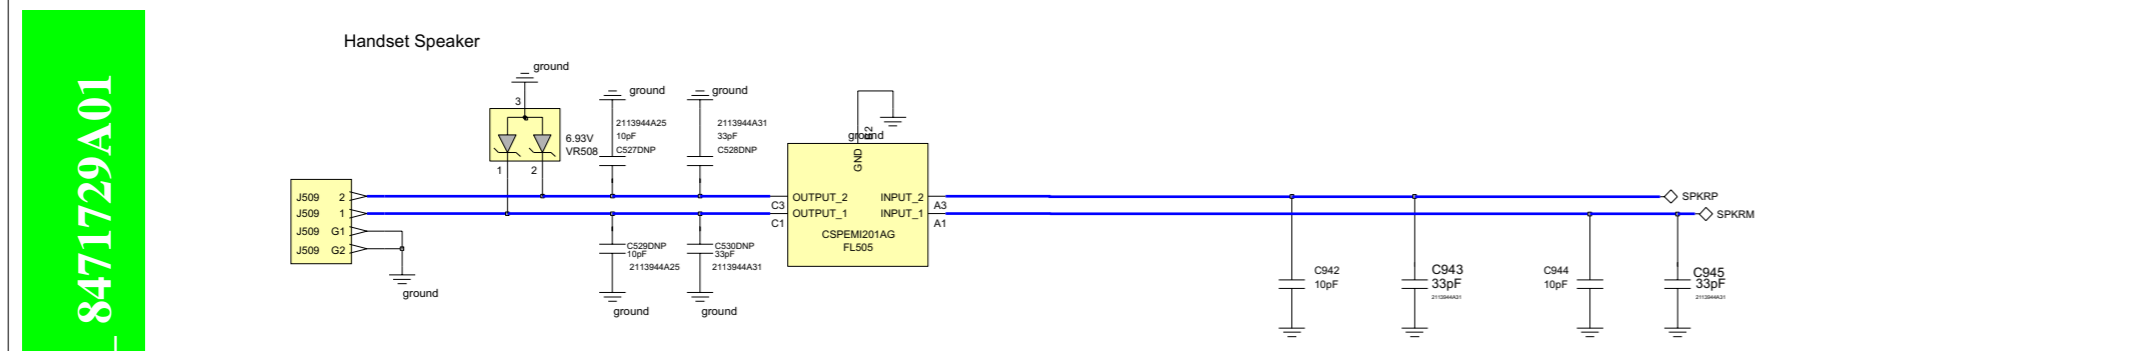 _ 8471729A01
Handset Speaker
ground
3
6.93V
VR508
1
2
ground
2113944A25
10pF
C527DNP
ground
2113944A31
33pF
C528DNP
J509 2
J509 1
J509 G1
J509 G2
ground
C529DNP
10pF
2113944A25
ground
C530DNP
33pF
2113944A31
ground
ground
GND
OUTPUT_2
INPUT_2
C3
A3
OUTPUT_1
INPUT_1
C1
A1
CSPEMI201AG
FL505
SPKRP
SPKRM
C942
10pF
C943
33pF
2113944A31
C944
10pF
C945
33pF
2113944A31